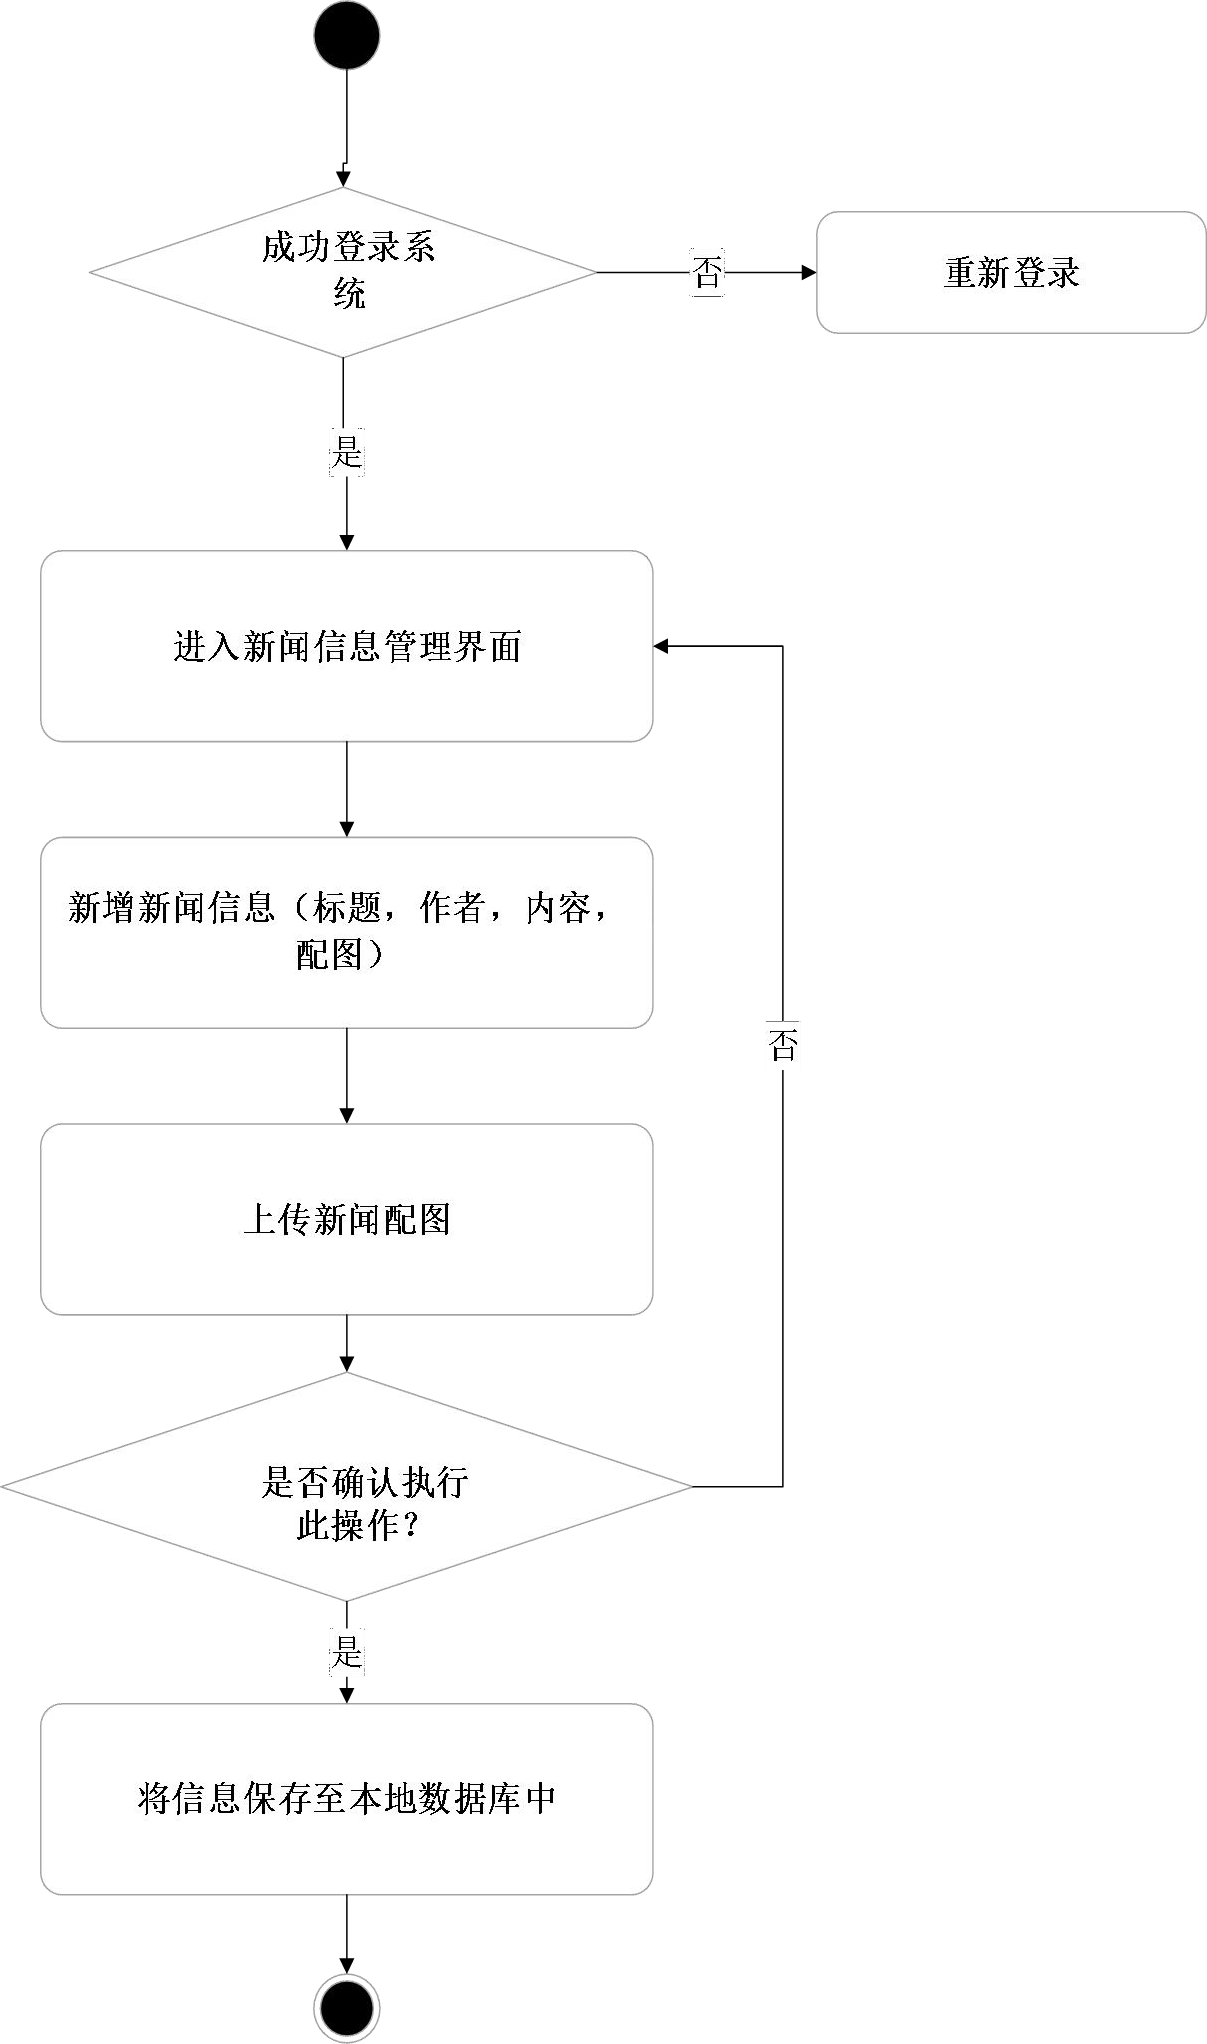 成功登录系
统
否
重新登录
是
进入新闻信息管理界面
新增新闻信息（标题，作者，内容，
配图）
否
上传新闻配图
是否确认执行
此操作？
是
将信息保存至本地数据库中